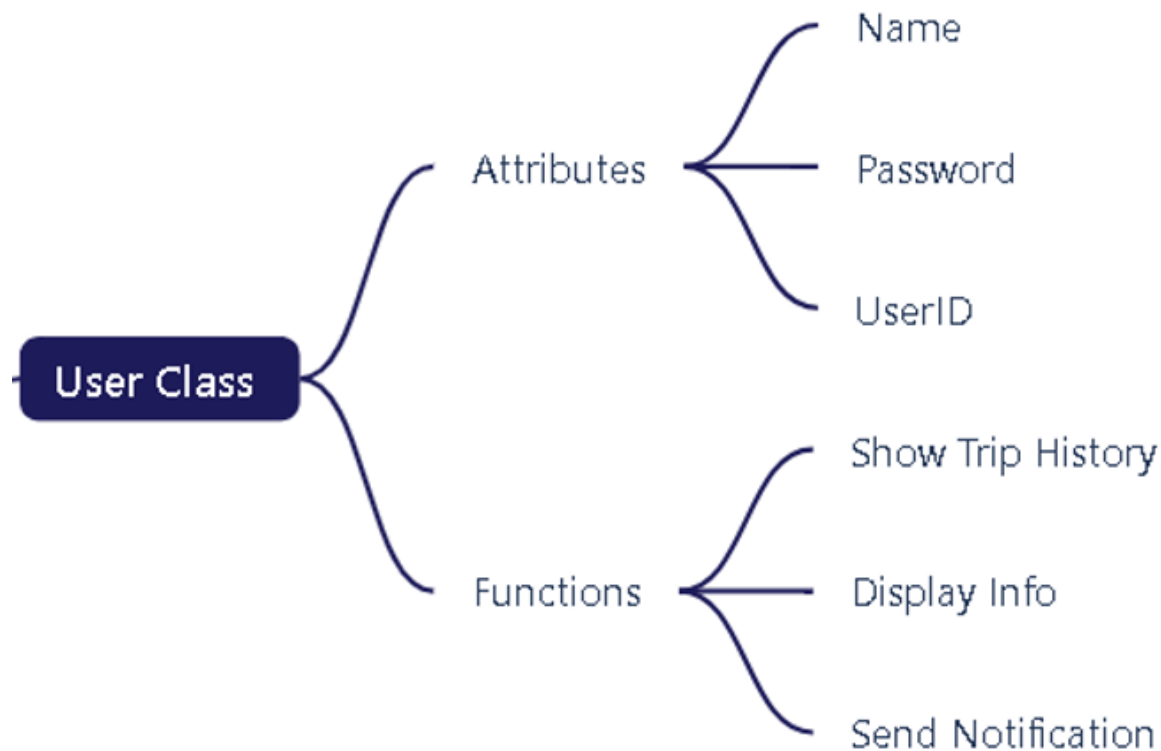 User Class
Attributes
Name
Password
UserID
Functions
Show Trip History
Display Info
Send Notification